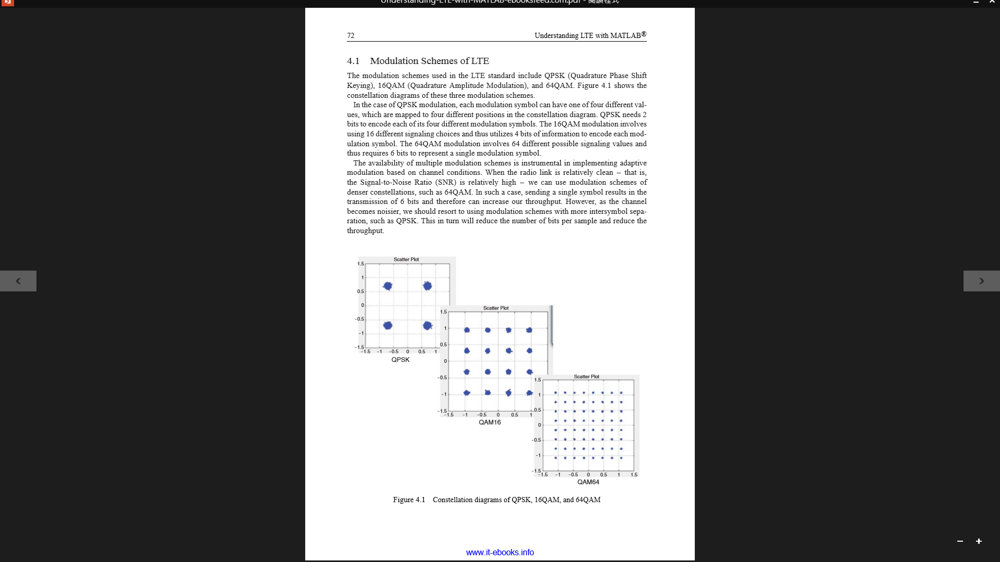 Understanding-LTE-with-MATLAB-ebooksfeed.com.pdf - 閱讀程式
72 Understanding LTE with MATLAB®
4.1 Modulation Schemes of LTE
The modulation schemes used in the LTE standard include QPSK (Quadrature Phase Shift
Keying), 16QAM (Quadrature Amplitude Modulation), and 64QAM. Figure 4.1 shows the
constellation diagrams of these three modulation schemes.
In the case of QPSK modulation, each modulation symbol can have one of four different val-
ues, which are mapped to four different positions in the constellation diagram. QPSK needs 2
bits to encode each of its four different modulation symbols. The 16QAM modulation involves
using 16 different signaling choices and thus utilizes 4 bits of information to encode each mod-
ulation symbol. The 64QAM modulation involves 64 different possible signaling values and
thus requires 6 bits to represent a single modulation symbol.
The availability of multiple modulation schemes is instrumental in implementing adaptive
modulation based on channel conditions. When the radio link is relatively clean – that is,
the Signal-to-Noise Ratio (SNR) is relatively high – we can use modulation schemes of
denser constellations, such as 64QAM. In such a case, sending a single symbol results in the
transmission of 6 bits and therefore can increase our throughput. However, as the channel
becomes noisier, we should resort to using modulation schemes with more intersymbol sepa-
ration, such as QPSK. This in turn will reduce the number of bits per sample and reduce the
throughput.
Scatter Plot
1.5
1
0.5
0
-0.5
-1
-1.5
-1.5 -1 -0.5 0 0.5 1
QPSK
Scatter Plot
1.5
1
0.5
0
-0.5
-1
-1.5
-1.5 -1 -0.5 0 0.5 1
QAM16
Scatter Plot
1.5
1
0.5
0
-0.5
-1
-1.5
-1.5 -1 -0.5 0 0.5 1 1.5
QAM64
Figure 4.1 Constellation diagrams of QPSK, 16QAM, and 64QAM
www.it-ebooks.info